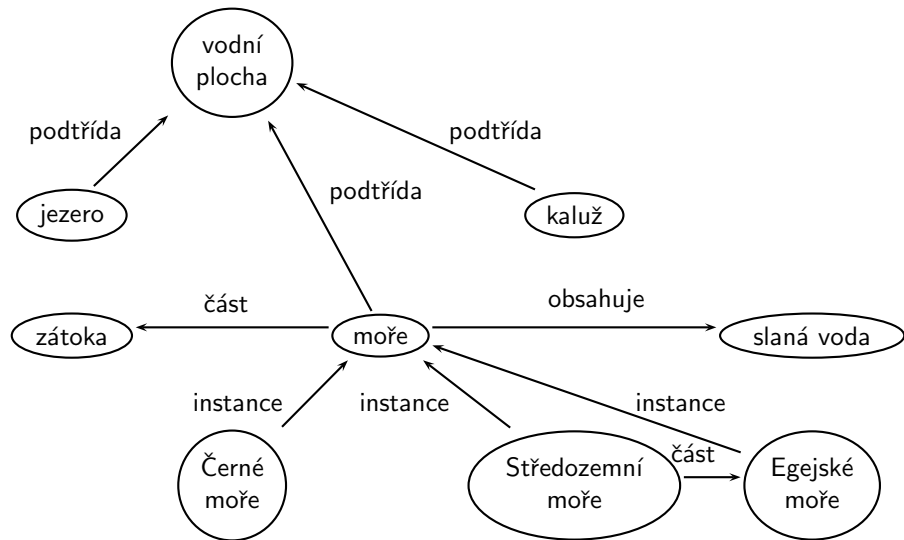 vodní
plocha
podtřída
podtřída
podtřída
jezero
kaluž
část
obsahuje
zátoka
moře
slaná voda
instance
instance
instance
Černé
moře
Středozemní
moře
část
Egejské
moře